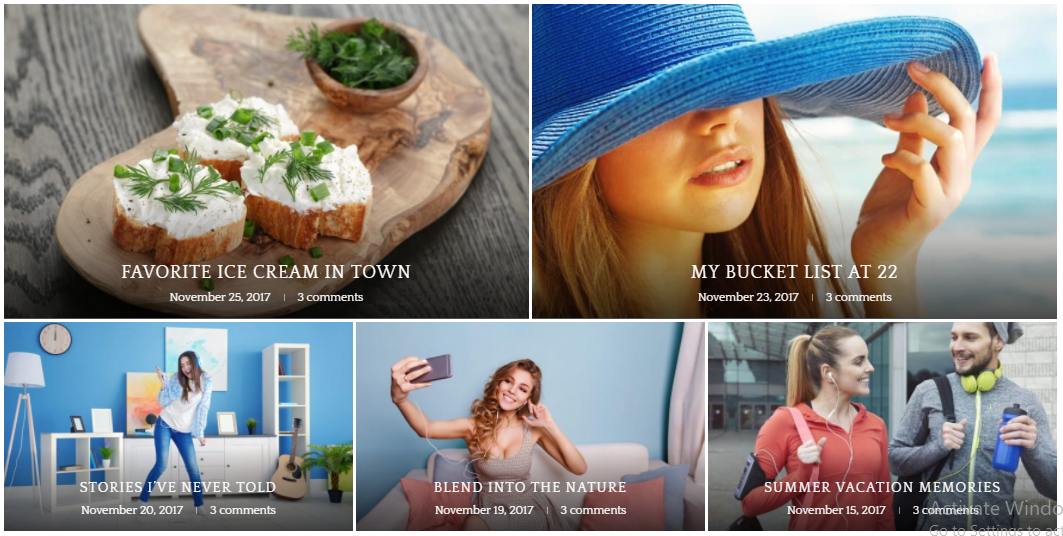 FAVORITE ICE CREAM IN TOWN
November 25, 2017 | 3 comments
MY BUCKET LIST AT 22
November 23, 2017 | 3 comments
STORIES I'VE NEVER TOLD
November 20, 2017 | 3 comments
BLEND INTO THE NATURE
November 19, 2017 | 3 comments
SUMMER VACATION MEMORIES
November 15, 2017 | 3 comments
Activate Windo
Go to Settings to act